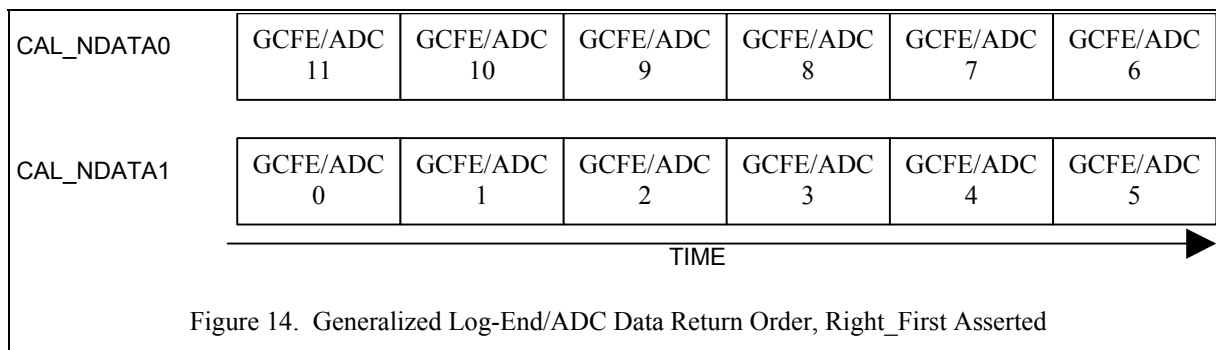 CAL_NDATA0
GCFE/ADC 11
GCFE/ADC 10
GCFE/ADC 9
GCFE/ADC 8
GCFE/ADC 7
GCFE/ADC 6
CAL_NDATA1
GCFE/ADC 0
GCFE/ADC 1
GCFE/ADC 2
GCFE/ADC 3
GCFE/ADC 4
GCFE/ADC 5
TIME
Figure 14. Generalized Log-End/ADC Data Return Order, Right_First Asserted